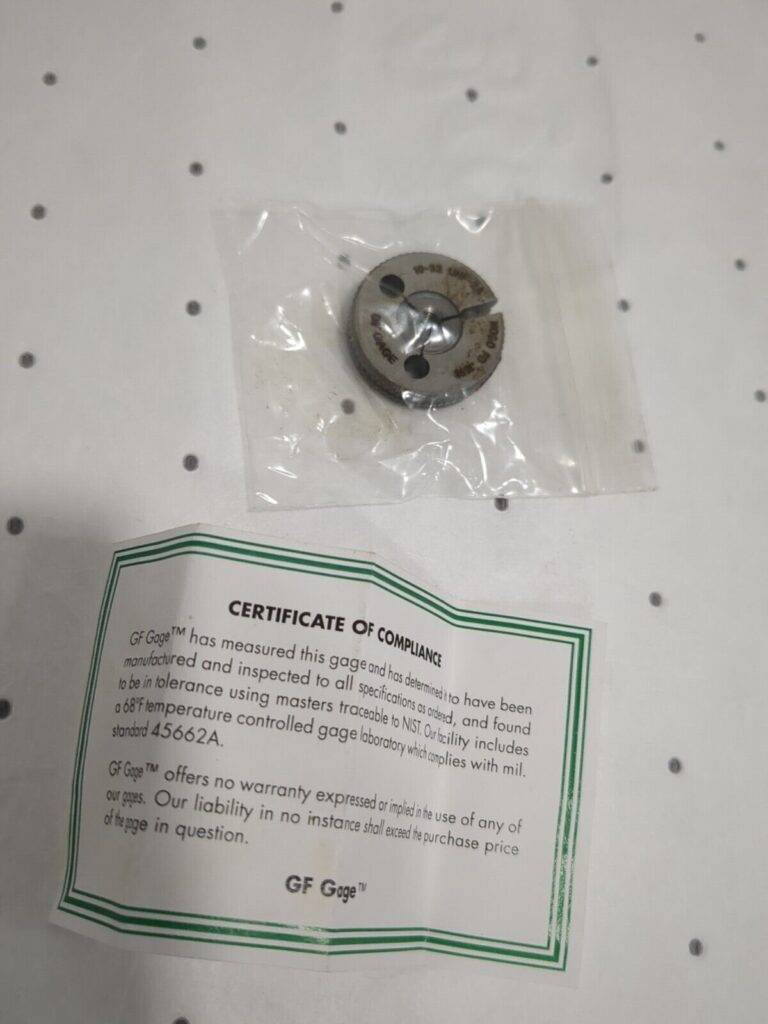 10-32
GF GAGE
CERTIFICATE OF COMPLIANCE
GF Gage™ has measured this gage and has determined it to have been
manufactured and inspected to all specifications as ordered, and found
to be in tolerance using masters traceable to NIST. Our facility includes
a 68°F temperature controlled gage laboratory which complies with mil.
standard 45662A.
GF Gage™ offers no warranty expressed or implied in the use of any of
our gages. Our liability in no instance shall exceed the purchase price
of the gage in question.
GF Gage™